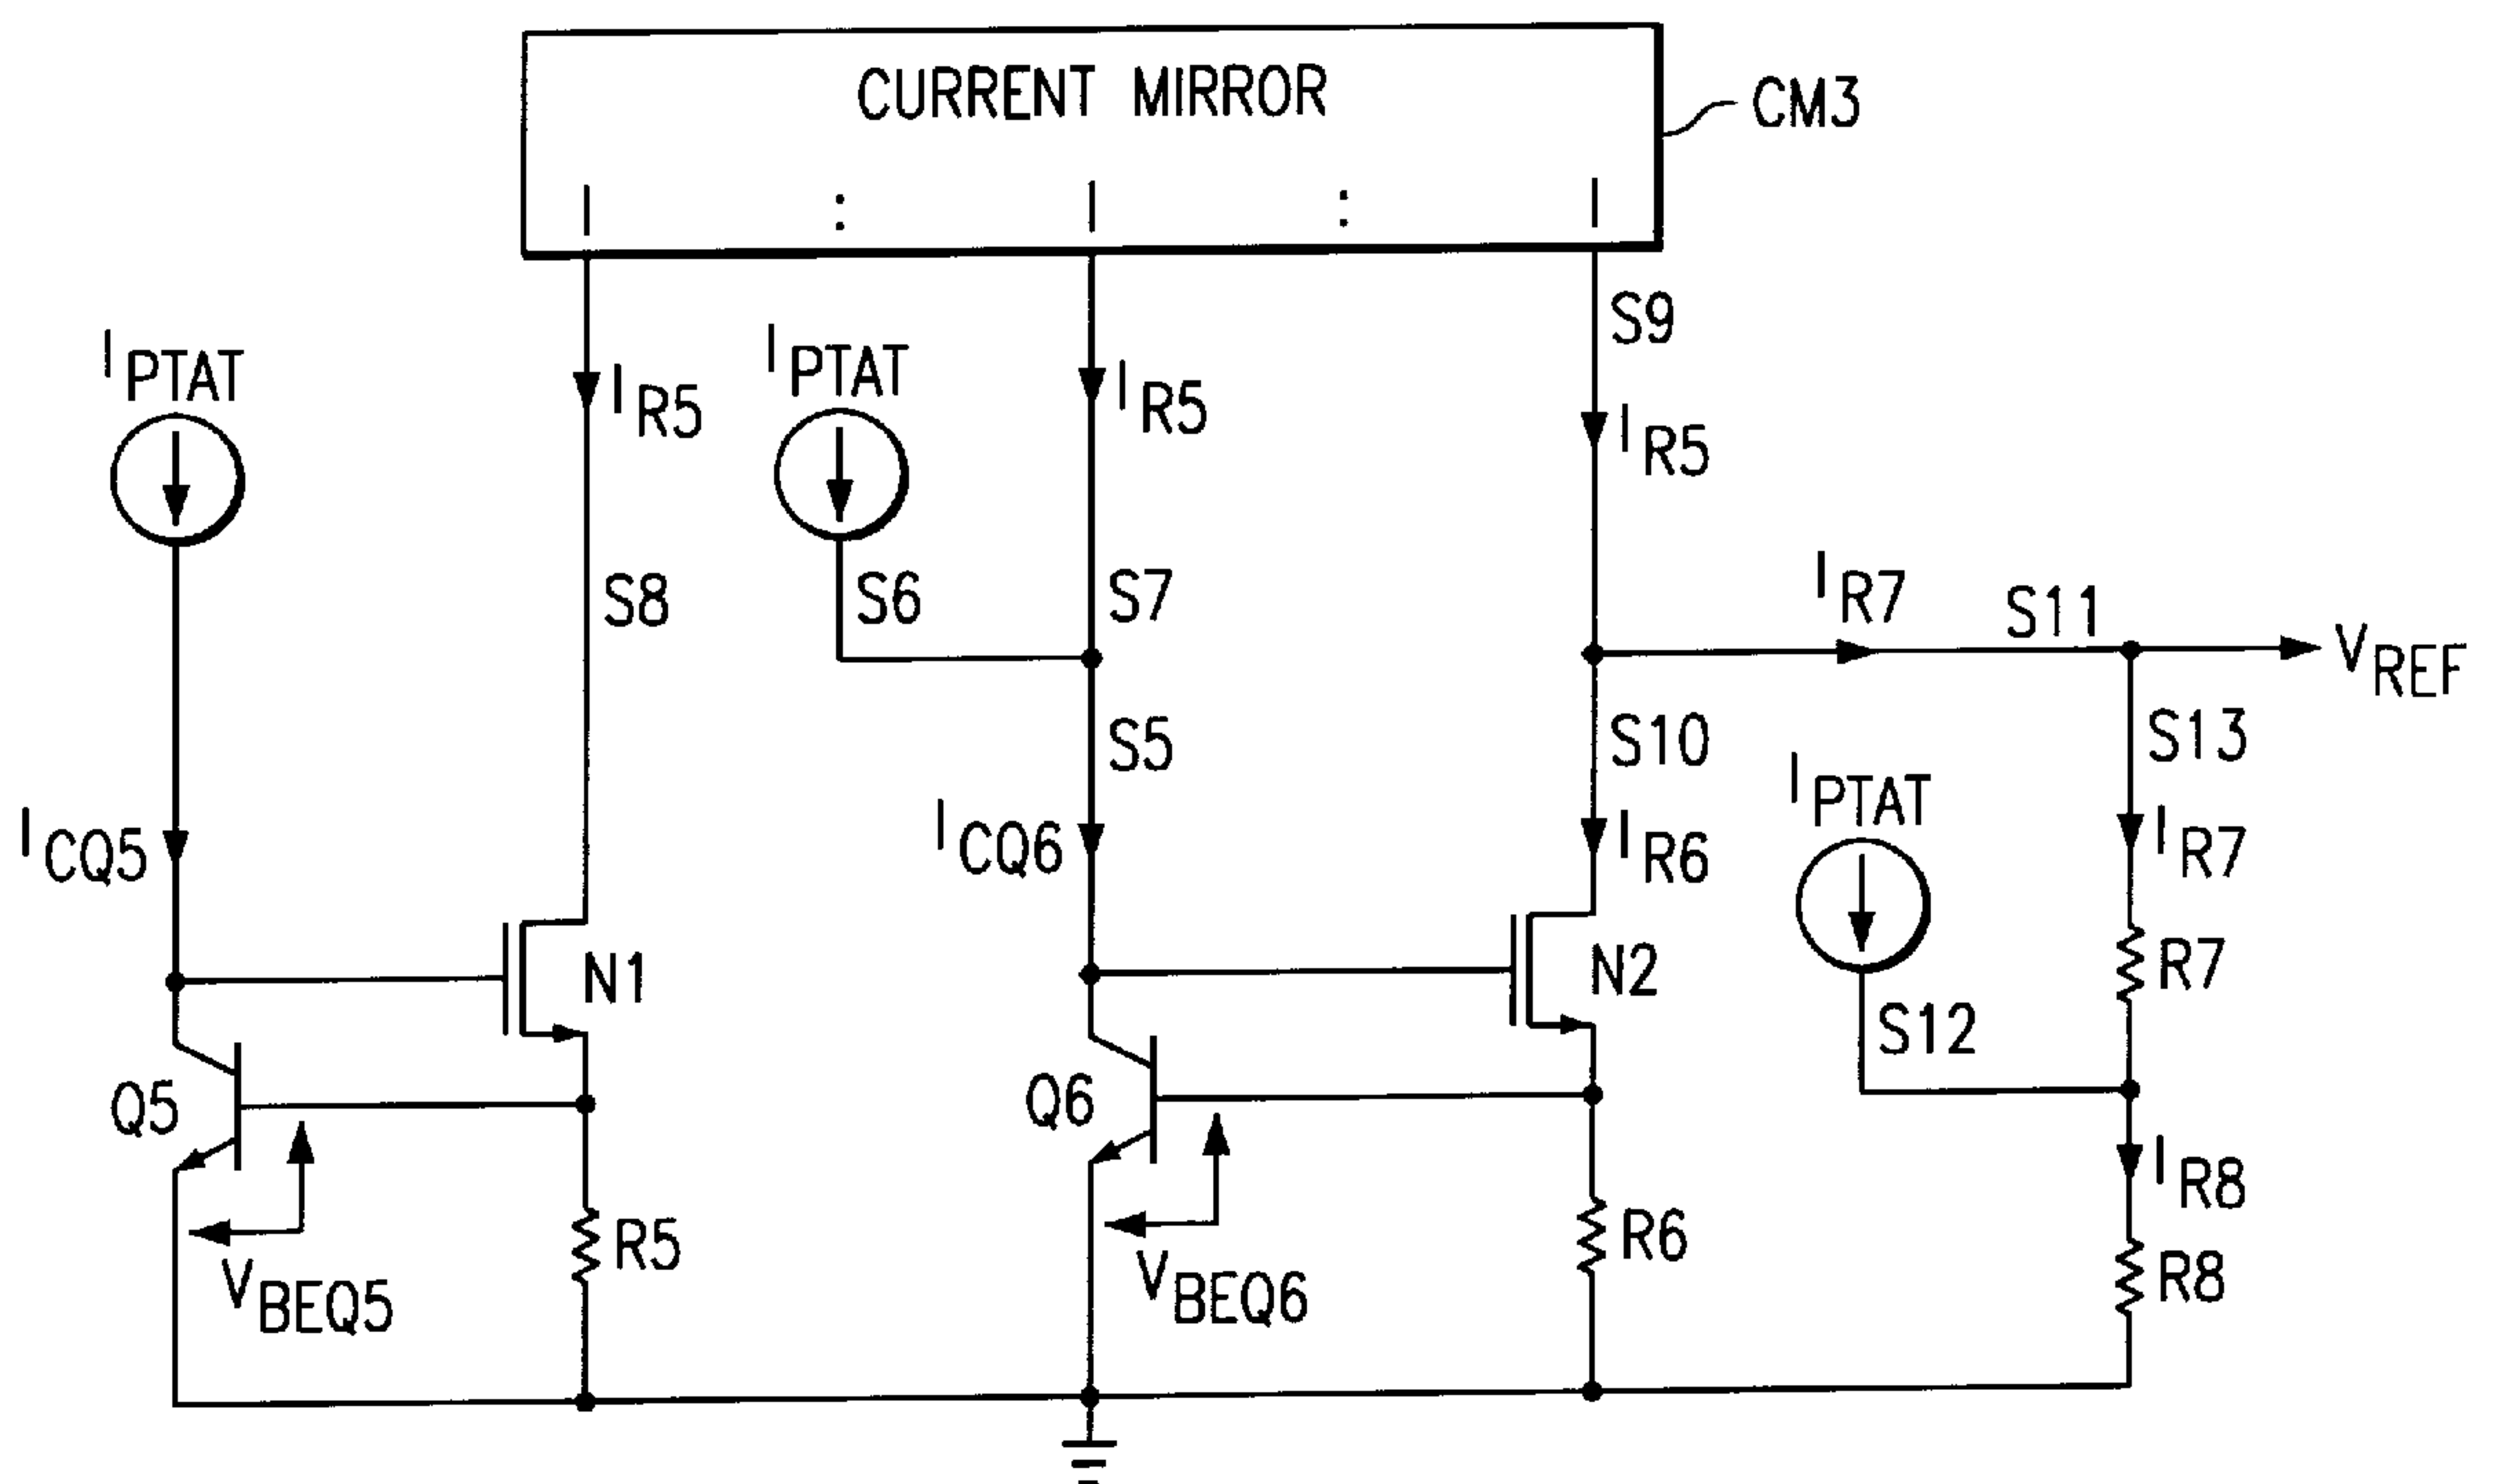 CURRENT MIRROR
CM3
| : | : |
S9
IPTAT
IR5
IPTAT
IR5
IR5
S8
S6
S7
IR7
S11
VREF
S5
S10
S13
ICQ5
ICQ6
IR6
IPTAT
IR7
N1
N2
R7
S12
Q5
Q6
IR8
R5
R6
R8
VBEQ5
VBEQ6